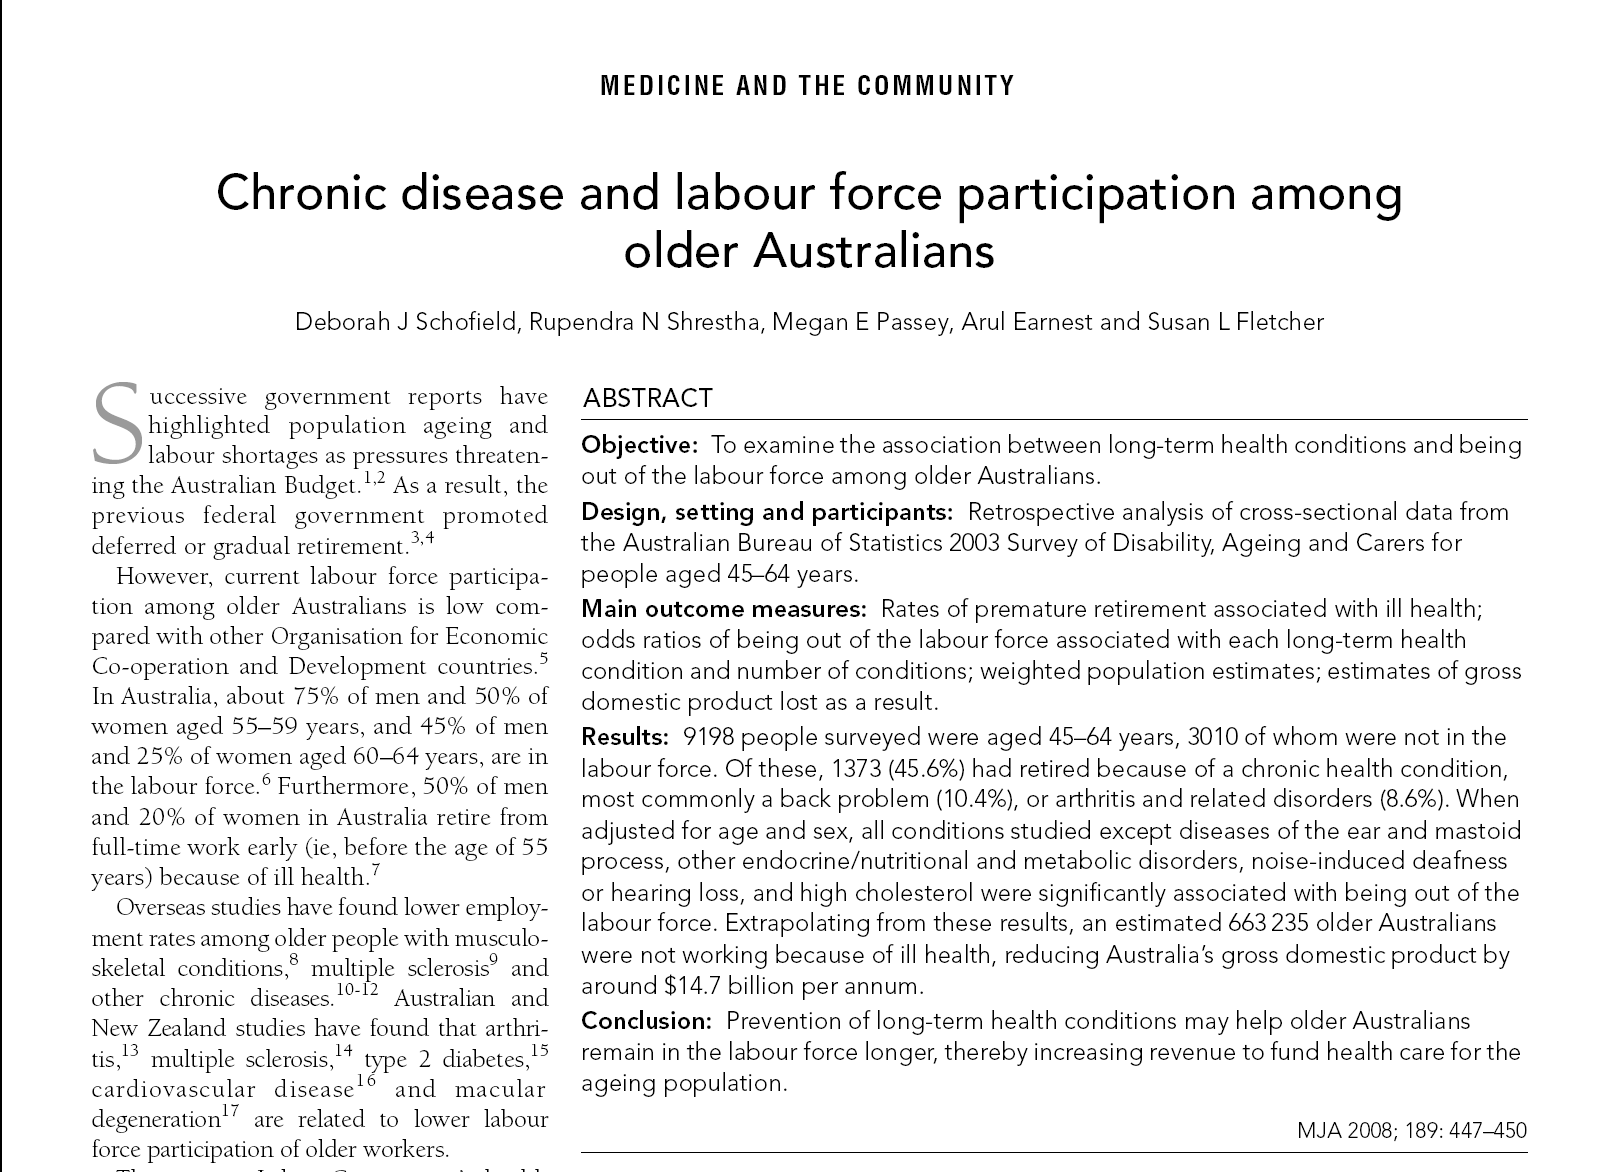 MEDICINE AND THE COMMUNITY
Chronic disease and labour force participation among
older Australians
Deborah J Schofield, Rupendra N Shrestha, Megan E Passey, Arul Earnest and Susan L Fletcher
Successive government reports have
highlighted population ageing and
labour shortages as pressures threaten-
ing the Australian Budget.1,2 As a result, the
previous federal government promoted
deferred or gradual retirement.3,4
However, current labour force participa-
tion among older Australians is low com-
pared with other Organisation for Economic
Co-operation and Development countries.5
In Australia, about 75% of men and 50% of
women aged 55–59 years, and 45% of men
and 25% of women aged 60–64 years, are in
the labour force.6 Furthermore, 50% of men
and 20% of women in Australia retire from
full-time work early (ie, before the age of 55
years) because of ill health.7
Overseas studies have found lower employ-
ment rates among older people with musculo-
skeletal conditions,8 multiple sclerosis9 and
other chronic diseases.10-12 Australian and
New Zealand studies have found that arthri-
tis,13 multiple sclerosis,14 type 2 diabetes,15
cardiovascular disease16 and macular
degeneration17 are related to lower labour
force participation of older workers.
ABSTRACT
Objective: To examine the association between long-term health conditions and being
out of the labour force among older Australians.
Design, setting and participants: Retrospective analysis of cross-sectional data from
the Australian Bureau of Statistics 2003 Survey of Disability, Ageing and Carers for
people aged 45–64 years.
Main outcome measures: Rates of premature retirement associated with ill health;
odds ratios of being out of the labour force associated with each long-term health
condition and number of conditions; weighted population estimates; estimates of gross
domestic product lost as a result.
Results: 9198 people surveyed were aged 45–64 years, 3010 of whom were not in the
labour force. Of these, 1373 (45.6%) had retired because of a chronic health condition,
most commonly a back problem (10.4%), or arthritis and related disorders (8.6%). When
adjusted for age and sex, all conditions studied except diseases of the ear and mastoid
process, other endocrine/nutritional and metabolic disorders, noise-induced deafness
or hearing loss, and high cholesterol were significantly associated with being out of the
labour force. Extrapolating from these results, an estimated 663 235 older Australians
were not working because of ill health, reducing Australia's gross domestic product by
around $14.7 billion per annum.
Conclusion: Prevention of long-term health conditions may help older Australians
remain in the labour force longer, thereby increasing revenue to fund health care for the
ageing population.
MJA 2008; 189: 447–450